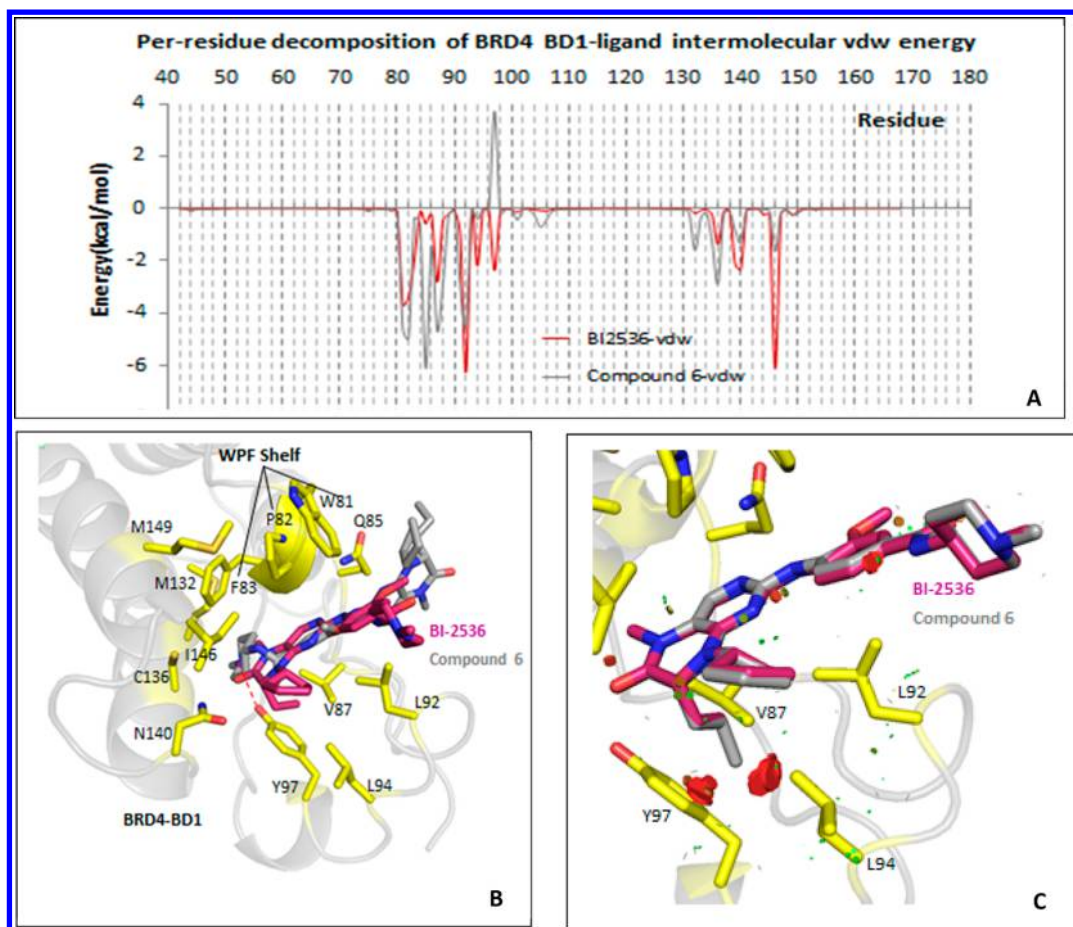 Per-residue decomposition of BRD4 BD1-ligand intermolecular vdw energy
40 50 60 70 80 90 100 110 120 130 140 150 160 170 180
Residue
4
2
0
-2
-4
-6
Energy(kcal/mol)
BI2536-vdw
Compound 6-vdw
A
WPF Shelf
W81
P82
Q85
M149
M132
F83
BI-2536
Compound 6
I146
C136
V87
L92
N140
Y97
L94
BRD4-BD1
B
BI-2536
Compound 6
L92
V87
Y97
L94
C